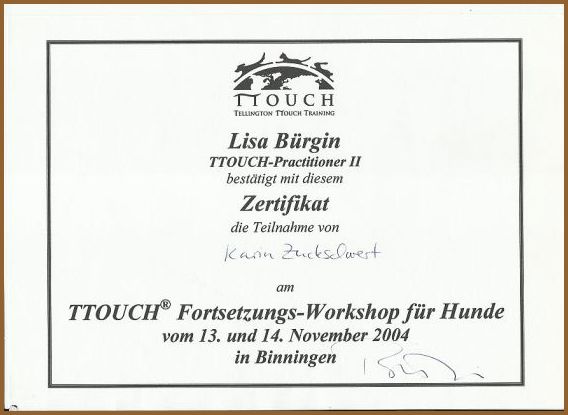 TTOUCH
TELLINGTON TTOUCH TRAINING
Lisa Bürgin
TTOUCH-Practitioner II
bestätigt mit diesem
Zertifikat
die Teilnahme von
Karin
am
TTOUCH® Fortsetzungs-Workshop für Hunde
vom 13. und 14. November 2004
in Binningen